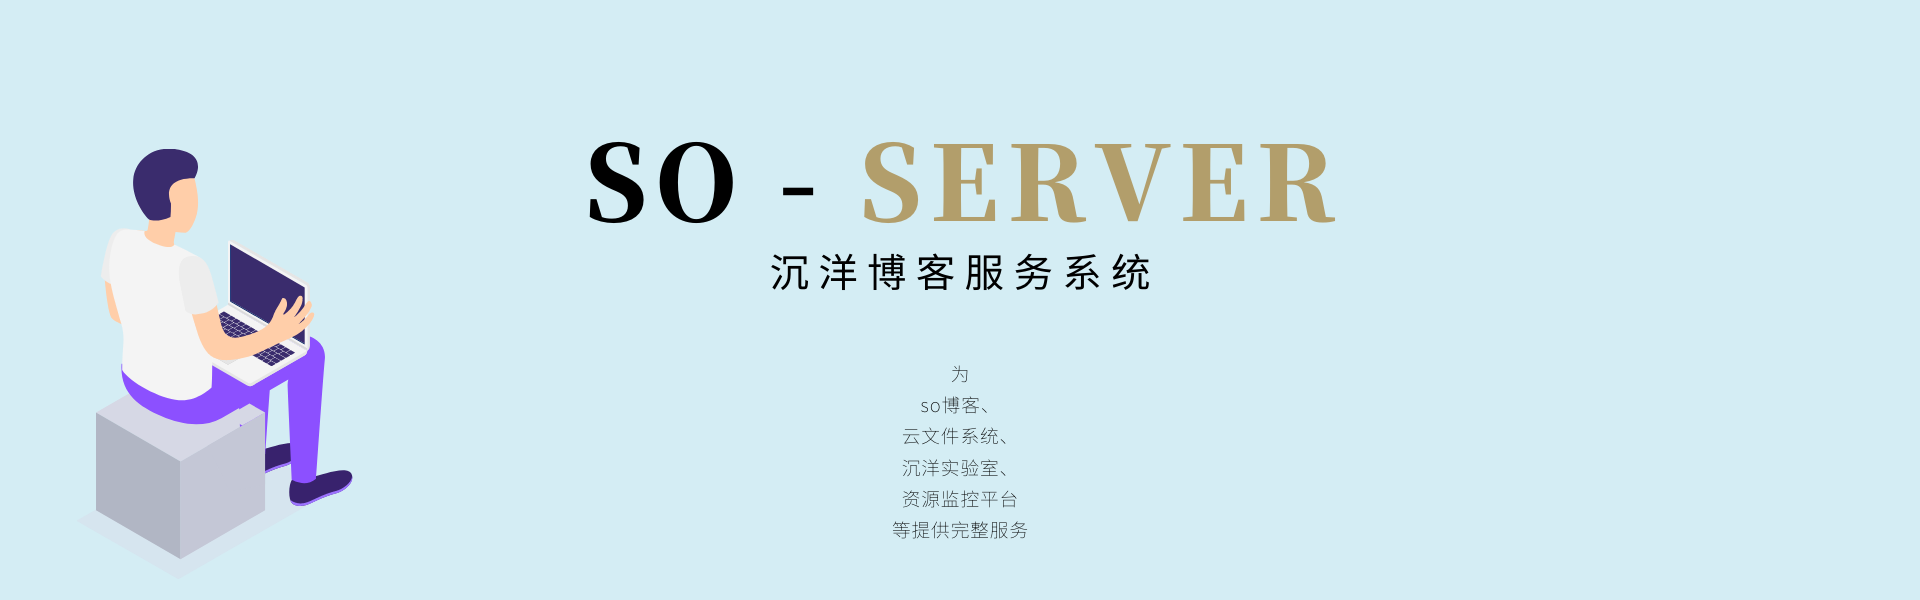 SO - SERVER
沉洋博客服务系统
为
so博客、
云文件系统、
沉洋实验室、
资源监控平台
等提供完整服务